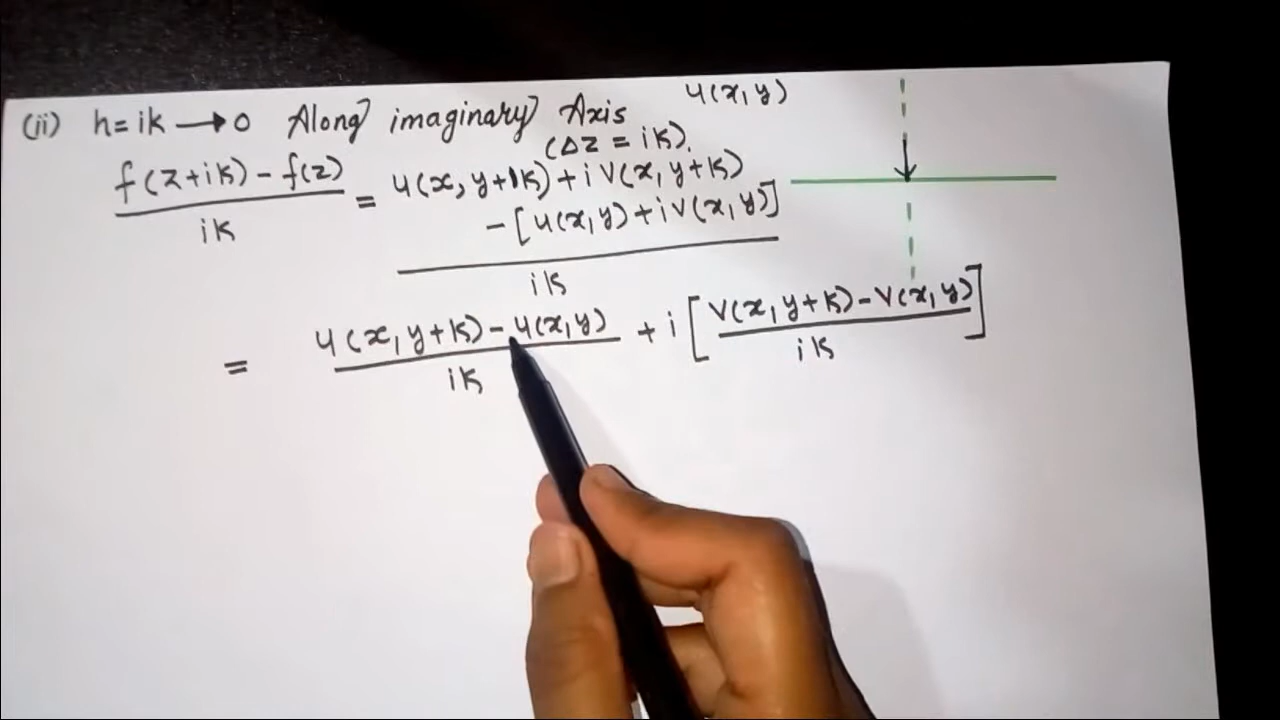 (ii) h = ik → 0 Along imaginary Axis u(x,y)
(Δz = ik).
f(z+ik) - f(z) = u(x, y+k) + i v(x, y+k)
- [u(x,y) + i v(x,y)]
ik
ik
= u(x, y+k) - u(x,y) + i [ v(x, y+k) - v(x,y) ]
ik ik